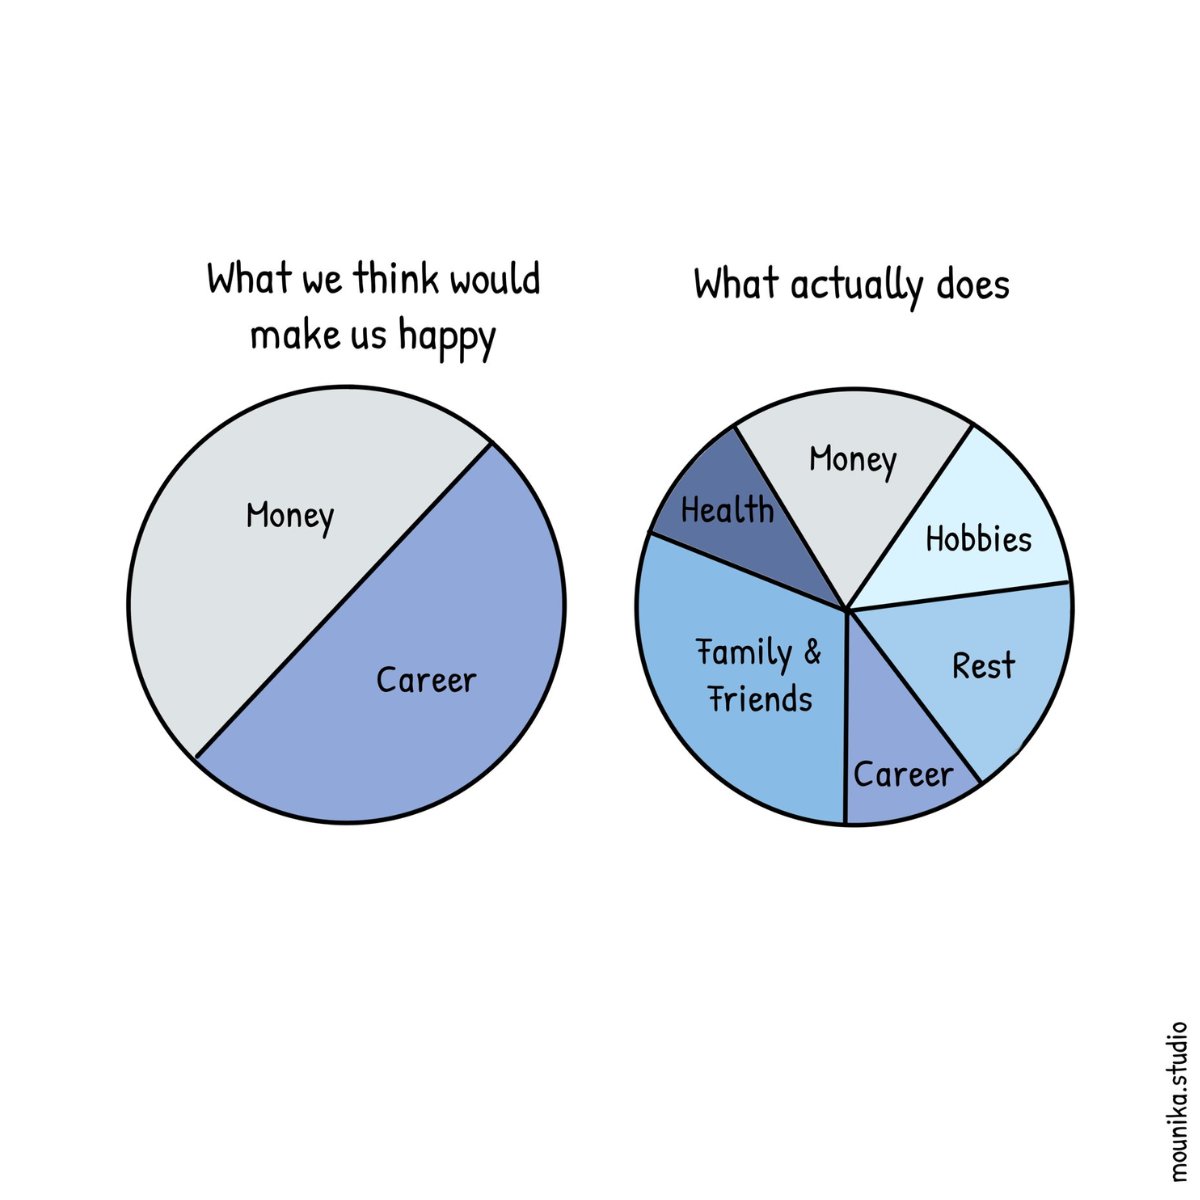 What we think would
make us happy
Money
Career
What actually does
Money
Health
Hobbies
Family &
Friends
Rest
Career
mounika.studio